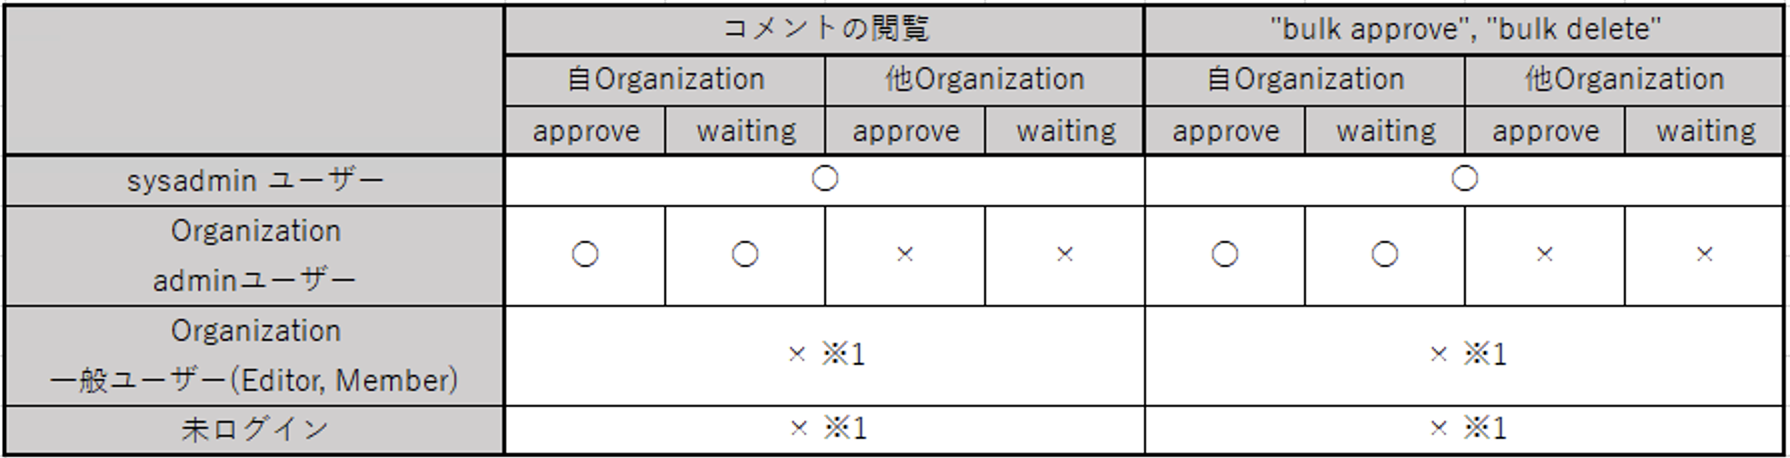 コメントの閲覧 "bulk approve", "bulk delete"
自Organization 他Organization 自Organization 他Organization
approve waiting approve waiting approve waiting approve waiting
sysadmin ユーザー ○ ○
Organization
adminユーザー ○ ○ × × ○ ○ × ×
Organization
一般ユーザー(Editor, Member) × ※1 × ※1
未ログイン × ※1 × ※1